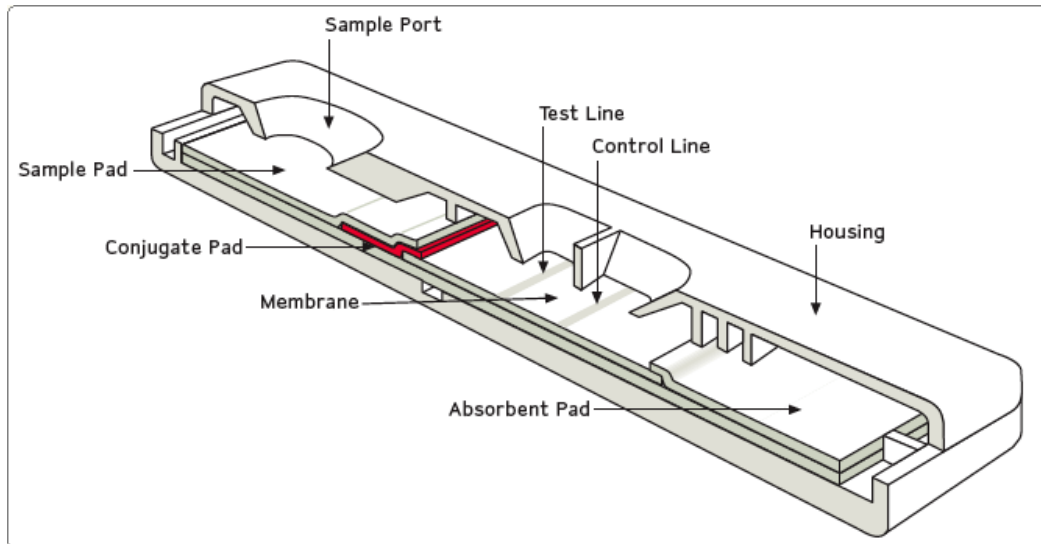 Sample Port
Test Line
Control Line
Sample Pad
Housing
Conjugate Pad
Membrane
Absorbent Pad